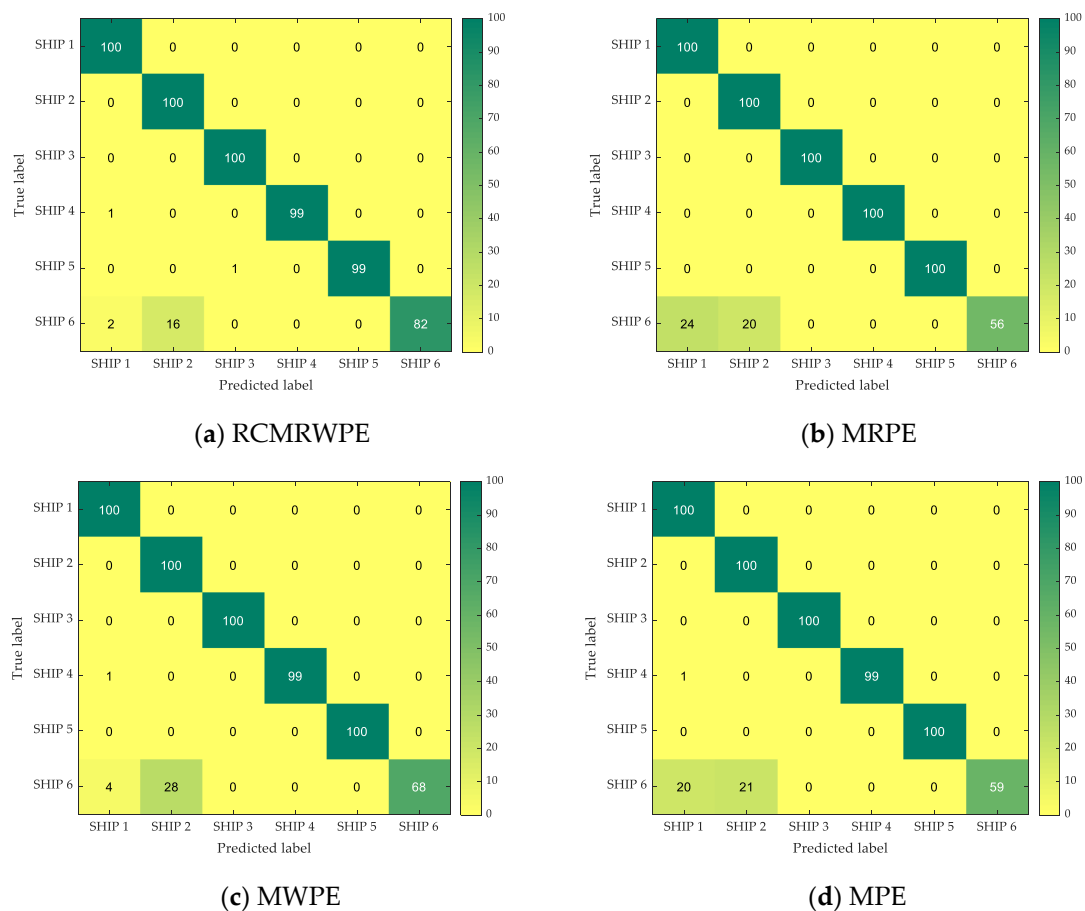 SHIP 1 100 0 0 0 0 0
SHIP 2 0 100 0 0 0 0
SHIP 3 0 0 100 0 0 0
SHIP 4 1 0 0 99 0 0
SHIP 5 0 0 1 0 99 0
SHIP 6 2 16 0 0 0 82
SHIP 1 SHIP 2 SHIP 3 SHIP 4 SHIP 5 SHIP 6
Predicted label
True label
100
90
80
70
60
50
40
30
20
10
0
(a) RCMRWPE
SHIP 1 100 0 0 0 0 0
SHIP 2 0 100 0 0 0 0
SHIP 3 0 0 100 0 0 0
SHIP 4 0 0 0 100 0 0
SHIP 5 0 0 0 0 100 0
SHIP 6 24 20 0 0 0 56
SHIP 1 SHIP 2 SHIP 3 SHIP 4 SHIP 5 SHIP 6
Predicted label
True label
100
90
80
70
60
50
40
30
20
10
0
(b) MRPE
SHIP 1 100 0 0 0 0 0
SHIP 2 0 100 0 0 0 0
SHIP 3 0 0 100 0 0 0
SHIP 4 1 0 0 99 0 0
SHIP 5 0 0 0 0 100 0
SHIP 6 4 28 0 0 0 68
SHIP 1 SHIP 2 SHIP 3 SHIP 4 SHIP 5 SHIP 6
Predicted label
True label
100
90
80
70
60
50
40
30
20
10
0
(c) MWPE
SHIP 1 100 0 0 0 0 0
SHIP 2 0 100 0 0 0 0
SHIP 3 0 0 100 0 0 0
SHIP 4 1 0 0 99 0 0
SHIP 5 0 0 0 0 100 0
SHIP 6 20 21 0 0 0 59
SHIP 1 SHIP 2 SHIP 3 SHIP 4 SHIP 5 SHIP 6
Predicted label
True label
100
90
80
70
60
50
40
30
20
10
0
(d) MPE